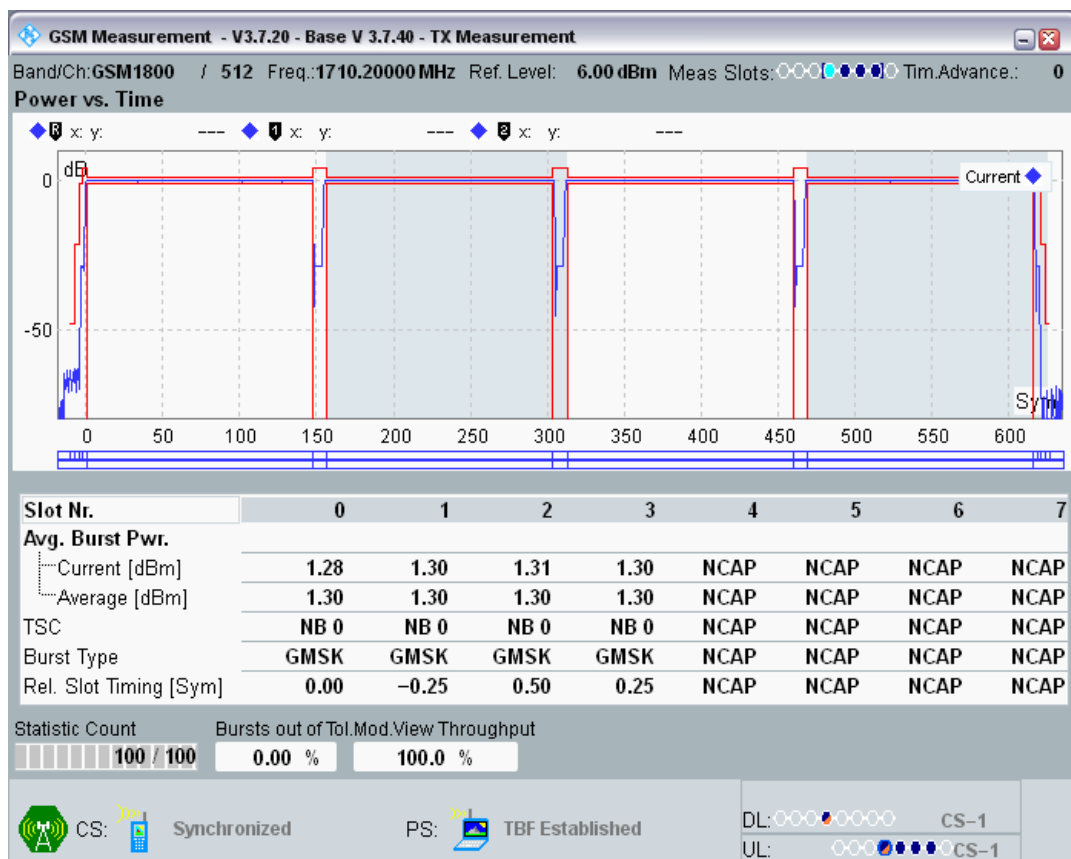 GSM Measurement - V3.7.20 - Base V 3.7.40 - TX Measurement
Band/Ch:GSM1800 / 512 Freq.:1710.20000 MHz Ref. Level: 6.00 dBm Meas Slots: Tim.Advance.: 0
Power vs. Time
R x: y: --- 1 x: y: --- 2 x: y: ---
dB
Current
0
-50
Sym
0 50 100 150 200 250 300 350 400 450 500 550 600
Slot Nr. 0 1 2 3 4 5 6 7
Avg. Burst Pwr.
Current [dBm] 1.28 1.30 1.31 1.30 NCAP NCAP NCAP NCAP
Average [dBm] 1.30 1.30 1.30 1.30 NCAP NCAP NCAP NCAP
TSC NB 0 NB 0 NB 0 NB 0 NCAP NCAP NCAP NCAP
Burst Type GMSK GMSK GMSK GMSK NCAP NCAP NCAP NCAP
Rel. Slot Timing [Sym] 0.00 −0.25 0.50 0.25 NCAP NCAP NCAP NCAP
Statistic Count Bursts out of Tol.Mod.View Throughput
100 / 100 0.00 % 100.0 %
CS: Synchronized PS: TBF Established DL: CS−1
UL: CS−1